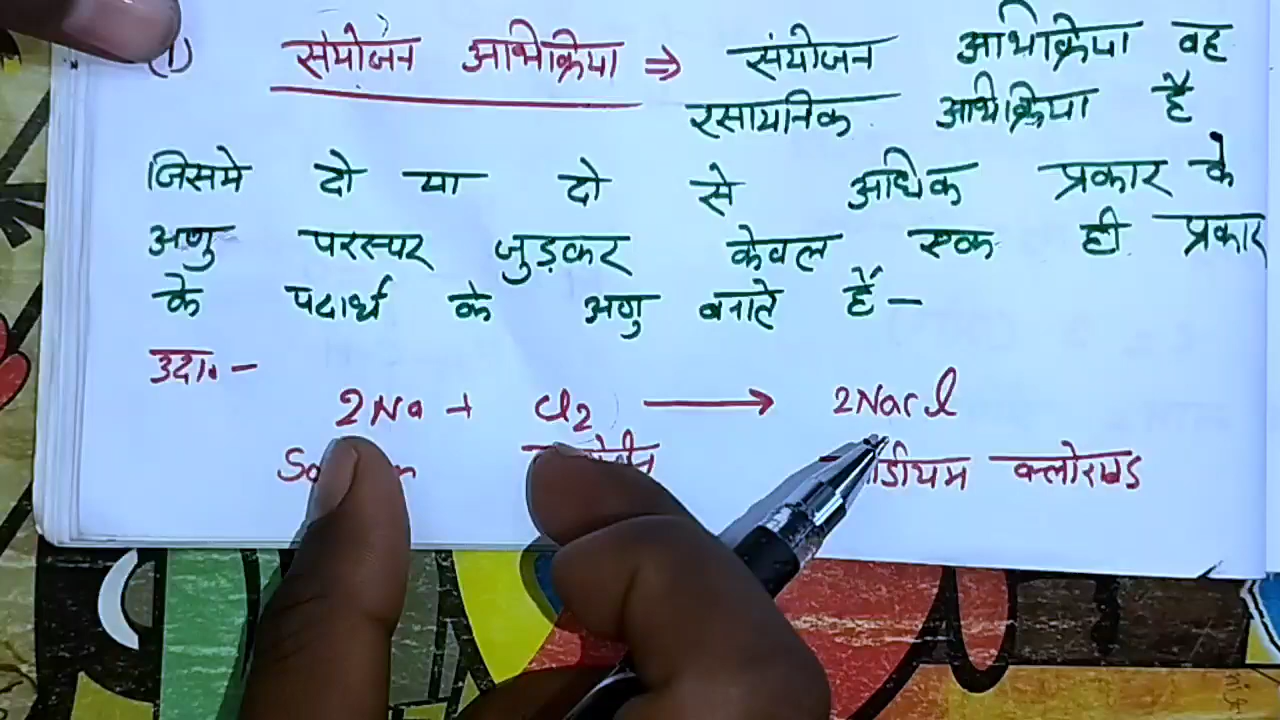 (1) संयोजन अभिक्रिया ⇒ संयोजन अभिक्रिया वह
रसायनिक अभिक्रिया है
जिसमे दो या दो से अधिक प्रकार के
अणु परस्पर जुड़कर केवल एक ही प्रकार
के पदार्थ के अणु बनाते हैं –
उदा. –
2Na + Cl2 ⟶ 2NaCl
क्लोरखड